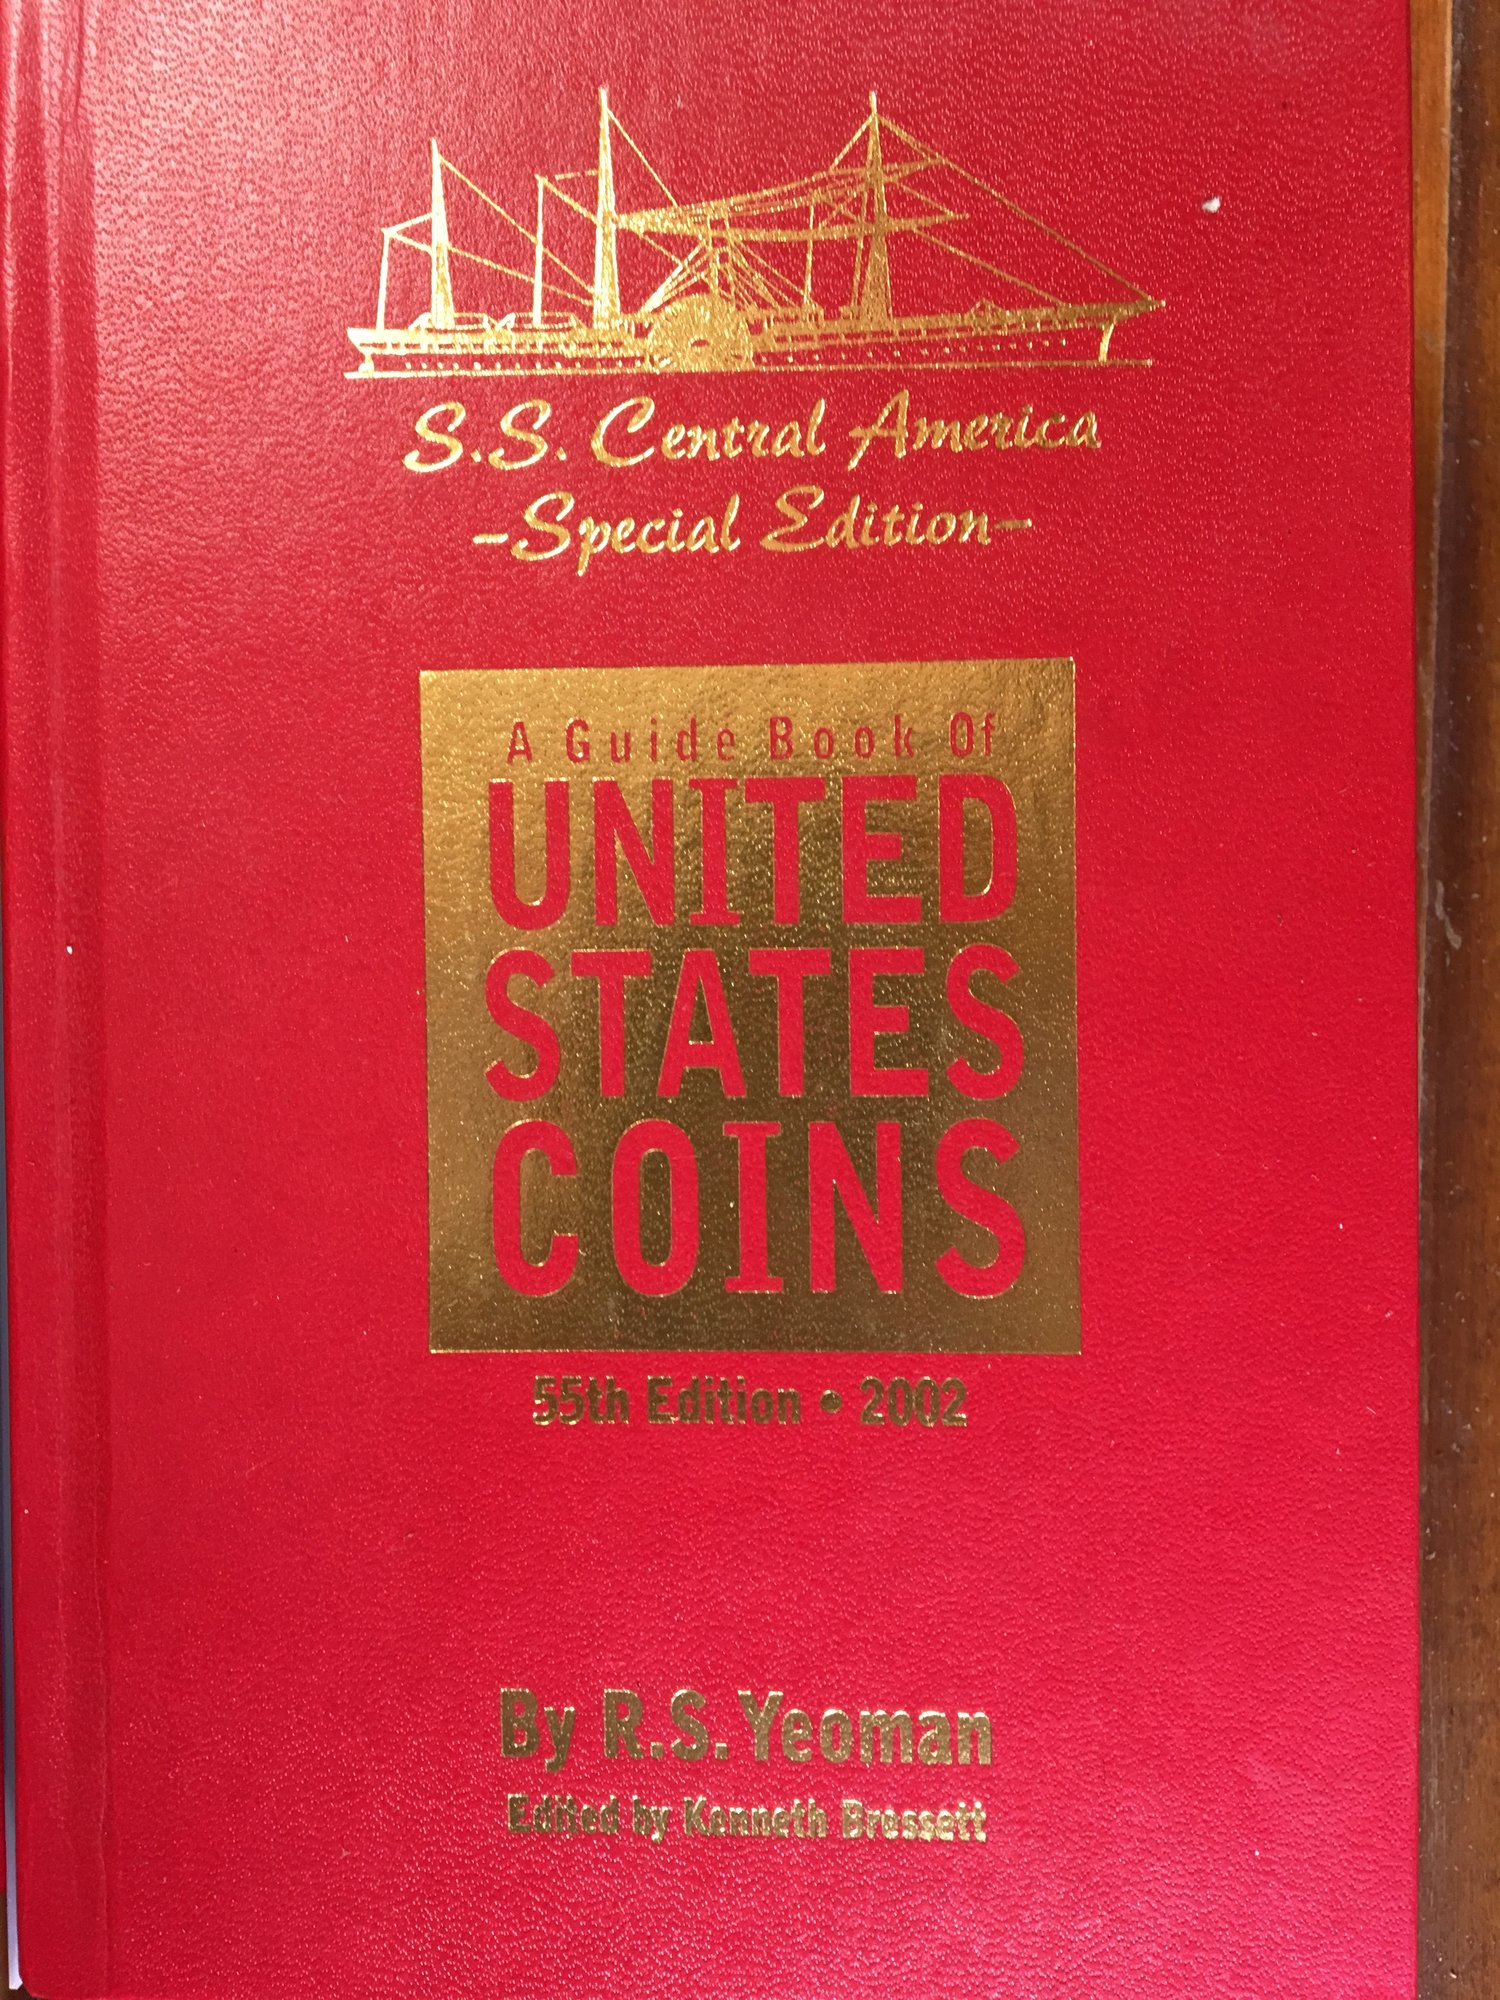 S.S. Central America
-Special Edition-
A Guide Book Of
UNITED
STATES
COINS
55th Edition • 2002
By R.S. Yeoman
Edited by Kenneth Bressett